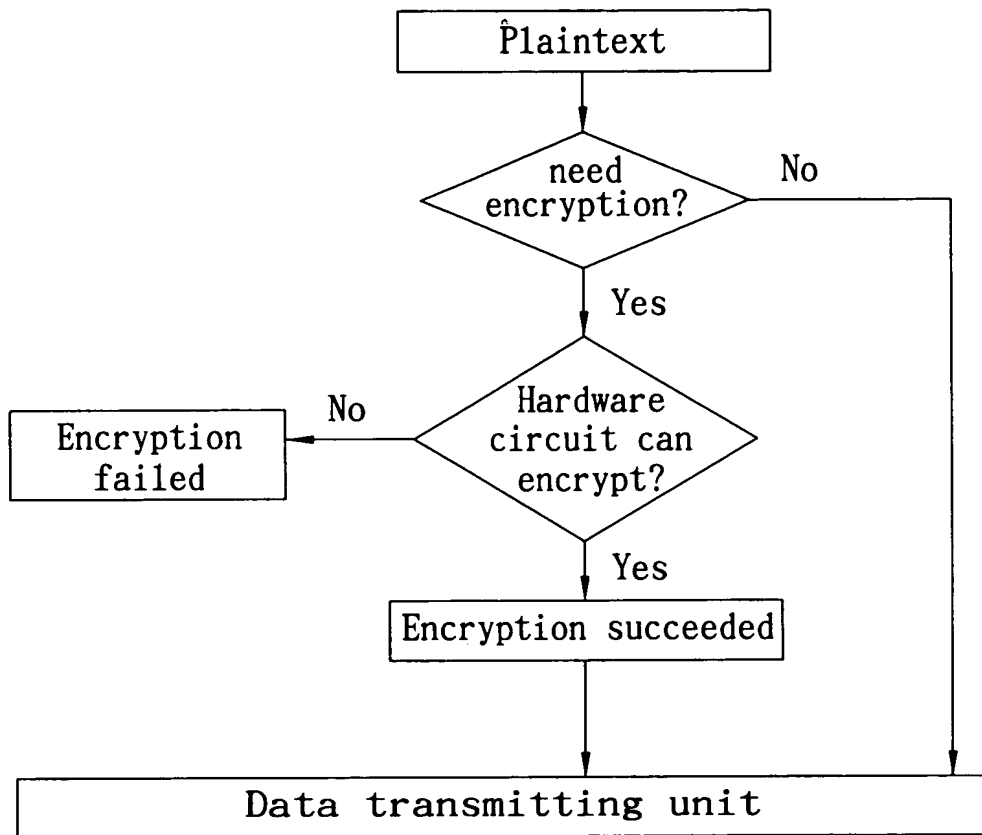 Plaintext
need
encryption?
No
Yes
Hardware
circuit can
encrypt?
No
Encryption
failed
Yes
Encryption succeeded
Data transmitting unit